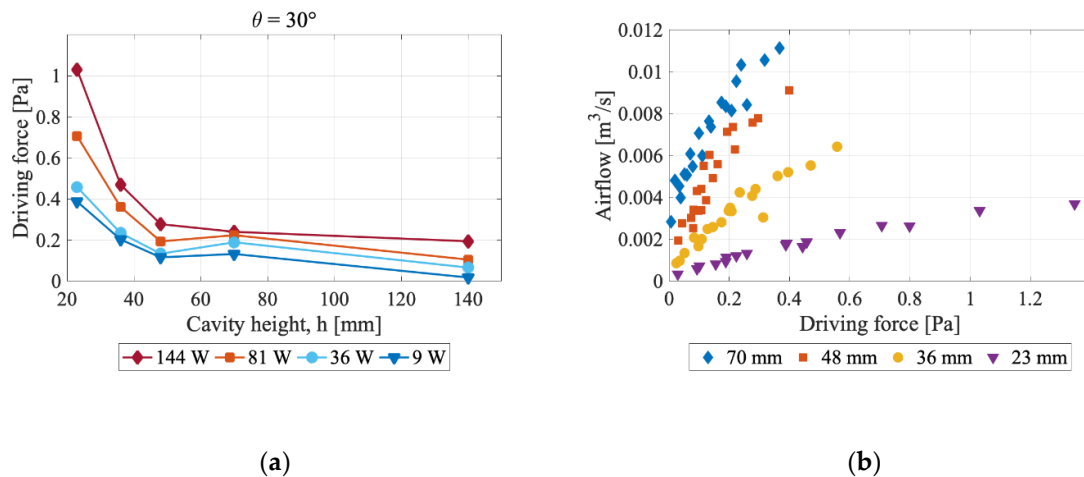 θ = 30°
Driving force [Pa]
1
0.8
0.6
0.4
0.2
0
20 40 60 80 100 120 140
Cavity height, h [mm]
144 W 81 W 36 W 9 W
(a)
Airflow [m³/s]
0.012
0.01
0.008
0.006
0.004
0.002
0
0 0.2 0.4 0.6 0.8 1 1.2
Driving force [Pa]
70 mm 48 mm 36 mm 23 mm
(b)